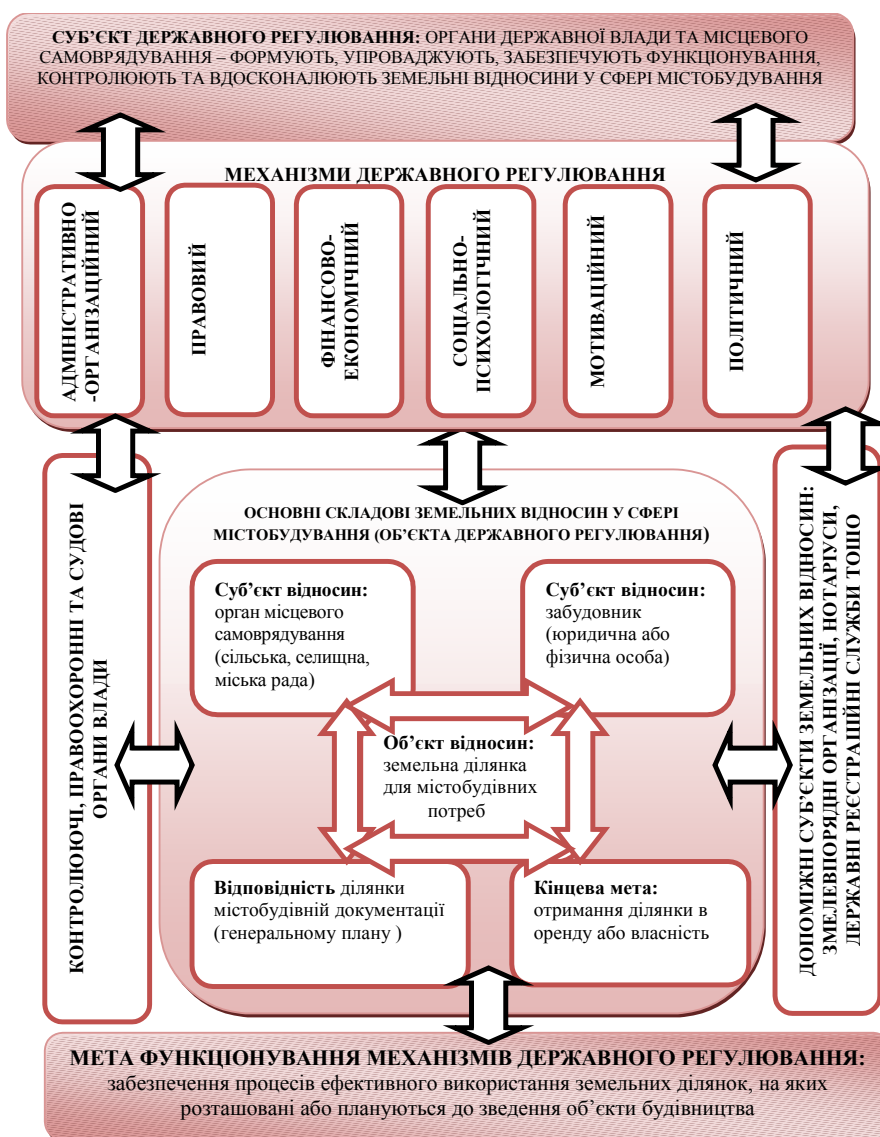 СУБ’ЄКТ ДЕРЖАВНОГО РЕГУЛЮВАННЯ: ОРГАНИ ДЕРЖАВНОЇ ВЛАДИ ТА МІСЦЕВОГО
САМОВРЯДУВАННЯ – ФОРМУЮТЬ, УПРОВАДЖУЮТЬ, ЗАБЕЗПЕЧУЮТЬ ФУНКЦІОНУВАННЯ,
КОНТРОЛЮЮТЬ ТА ВДОСКОНАЛЮЮТЬ ЗЕМЕЛЬНІ ВІДНОСИНИ У СФЕРІ МІСТОБУДУВАННЯ
МЕХАНІЗМИ ДЕРЖАВНОГО РЕГУЛЮВАННЯ
АДМІНІСТРАТИВНО
-ОРГАНІЗАЦІЙНИЙ
ПРАВОВИЙ
ФІНАНСОВО-
ЕКОНОМІЧНИЙ
СОЦІАЛЬНО-
ПСИХОЛОГІЧНИЙ
МОТИВАЦІЙНИЙ
ПОЛІТИЧНИЙ
КОНТРОЛЮЮЧІ, ПРАВООХОРОННІ ТА СУДОВІ
ОРГАНИ ВЛАДИ
ОСНОВНІ СКЛАДОВІ ЗЕМЕЛЬНИХ ВІДНОСИН У СФЕРІ
МІСТОБУДУВАННЯ (ОБ’ЄКТА ДЕРЖАВНОГО РЕГУЛЮВАННЯ)
Суб’єкт відносин:
орган місцевого
самоврядування
(сільська, селищна,
міська рада)
Суб’єкт відносин:
забудовник
(юридична або
фізична особа)
Об’єкт відносин:
земельна ділянка
для містобудівних
потреб
Відповідність ділянки
містобудівній документації
(генеральному плану )
Кінцева мета:
отримання ділянки в
оренду або власність
ДОПОМІЖНІ СУБ’ЄКТИ ЗЕМЕЛЬНИХ ВІДНОСИН:
ЗМЕЛЕВПОРЯДНІ ОРГАНІЗАЦІЇ, НОТАРІУСИ,
ДЕРЖАВНІ РЕЄСТРАЦІЙНІ СЛУЖБИ ТОШО
МЕТА ФУНКЦІОНУВАННЯ МЕХАНІЗМІВ ДЕРЖАВНОГО РЕГУЛЮВАННЯ:
забезпечення процесів ефективного використання земельних ділянок, на яких
розташовані або плануються до зведення об’єкти будівництва